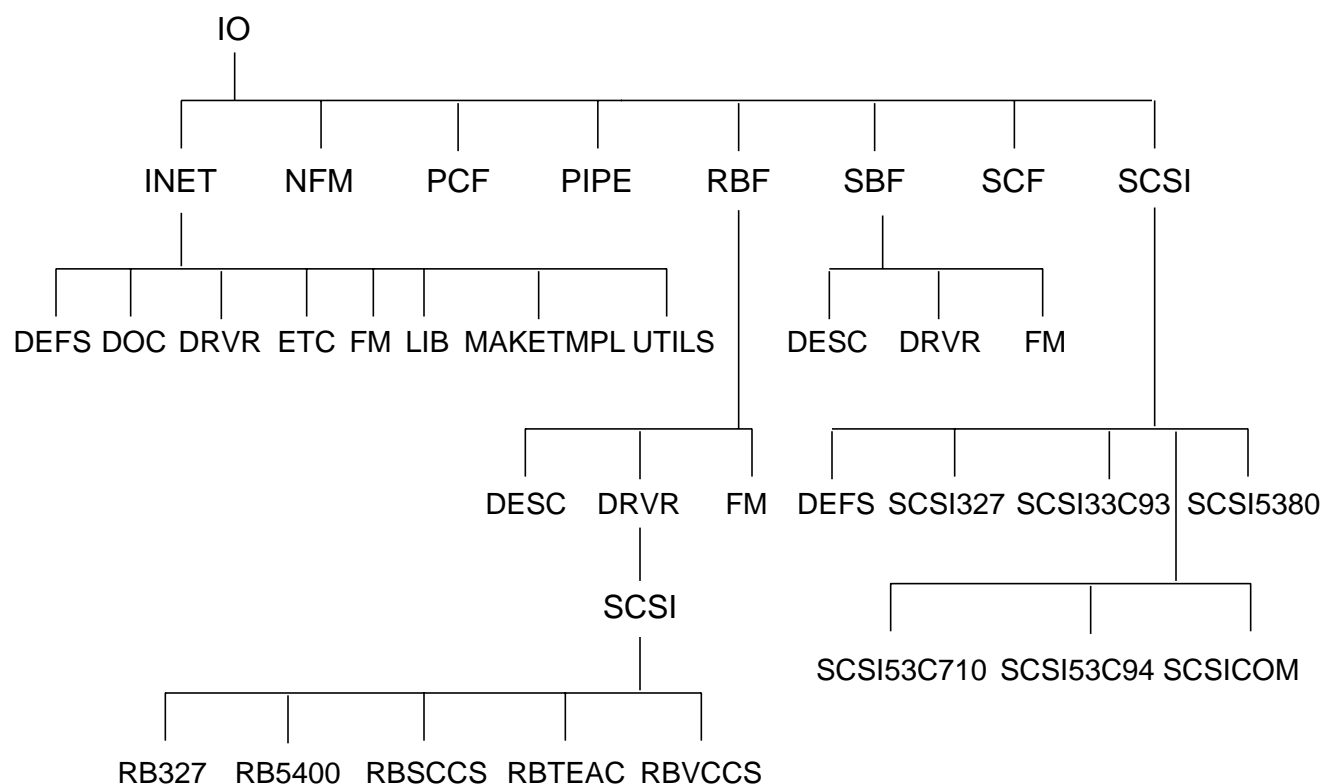 IO
INET NFM PCF PIPE RBF SBF SCF SCSI
DEFS DOC DRVR ETC FM LIB MAKETMPL UTILS DESC DRVR FM
DESC DRVR FM DEFS SCSI327 SCSI33C93 SCSI5380
SCSI
SCSI53C710 SCSI53C94 SCSICOM
RB327 RB5400 RBSCCS RBTEAC RBVCCS